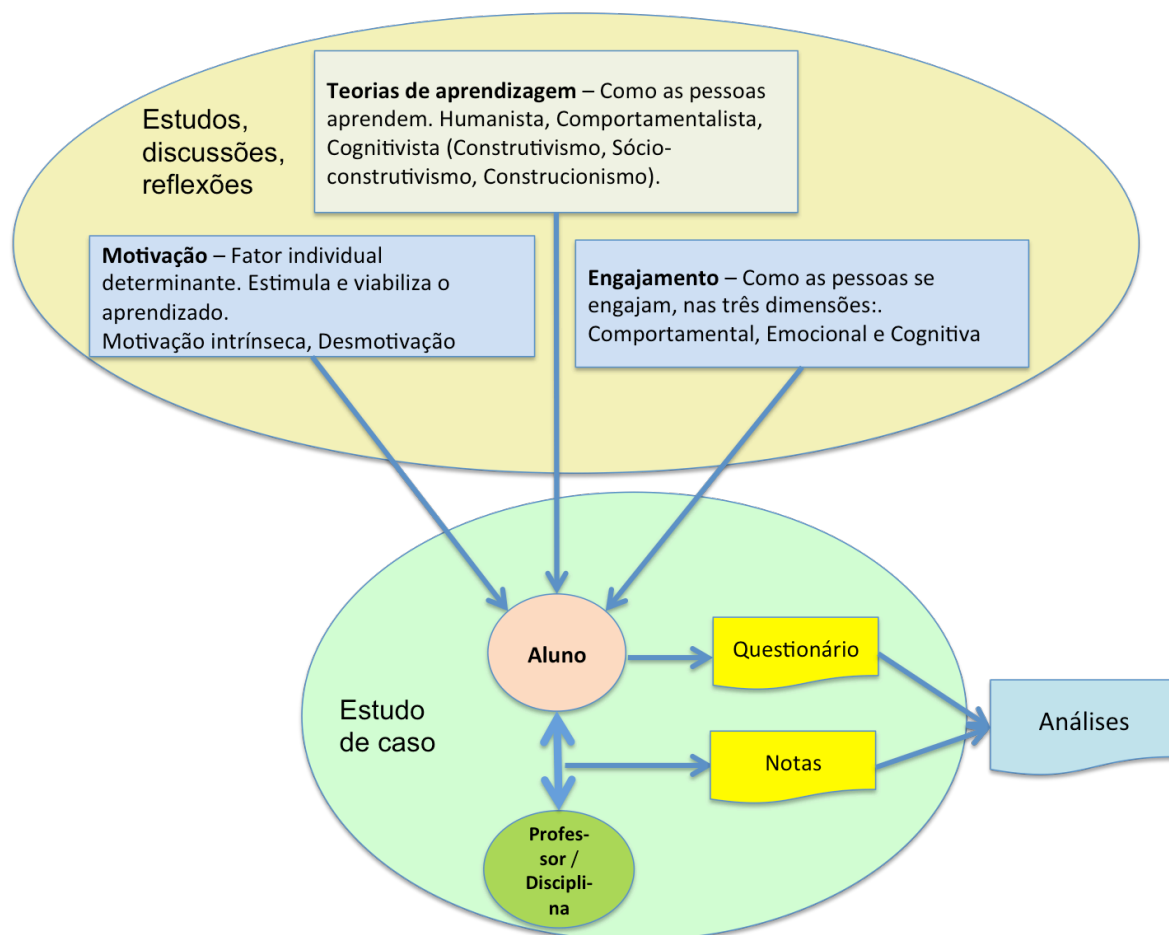 Estudos,
discussões,
reflexões
Teorias de aprendizagem – Como as pessoas
aprendem. Humanista, Comportamentalista,
Cognitivista (Construtivismo, Sócio-
construtivismo, Construcionismo).
Motivação – Fator individual
determinante. Estimula e viabiliza o
aprendizado.
Motivação intrínseca, Desmotivação
Engajamento – Como as pessoas se
engajam, nas três dimensões:.
Comportamental, Emocional e Cognitiva
Aluno
Questionário
Estudo
de caso
Notas
Análises
Profes-
sor /
Discipli-
na